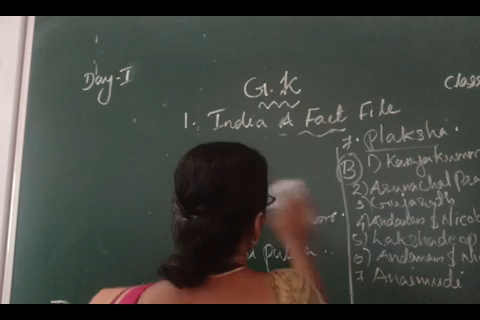 Day-I
G.K
Class
1. India A Fact File
7. Plaksha.
B 1) Kanyakumar
2) Arunachal Pra
3 Gujarath
4) Andaman & Nicob
5) Lakshadeep
6) Andaman & Ni
7 Anaimudi